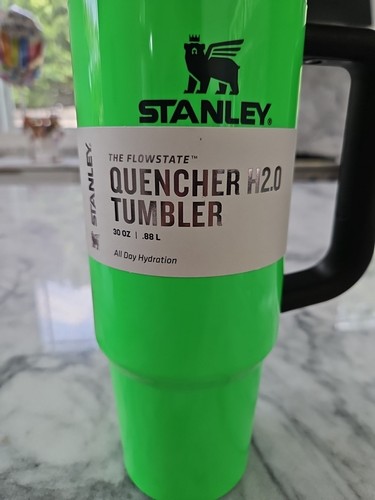 STANLEY®
THE FLOWSTATE™
QUENCHER H2.0
TUMBLER
30 OZ | .88 L
All Day Hydration
STANLEY